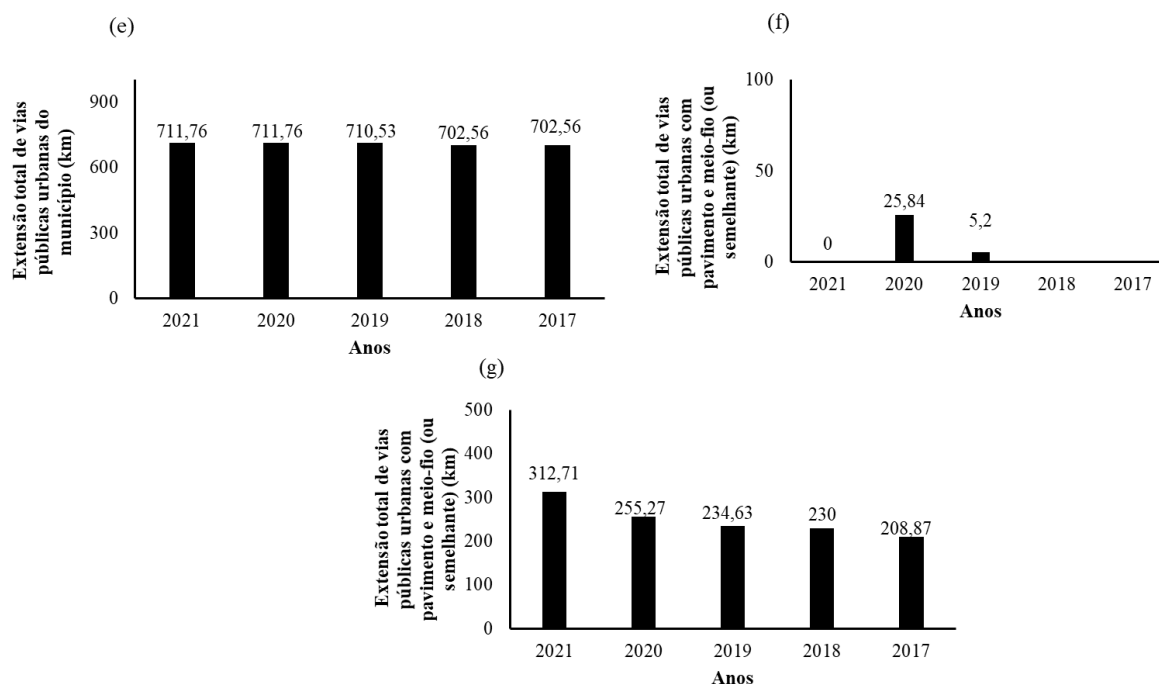 (e)
Extensão total de vias
públicas urbanas do
município (km)
900
600
300
0
711,76
711,76
710,53
702,56
702,56
2021
2020
2019
2018
2017
Anos
(f)
Extensão total de vias
públicas urbanas com
pavimento e meio-fio (ou
semelhante) (km)
100
50
0
0
25,84
5,2
2021
2020
2019
2018
2017
Anos
(g)
Extensão total de vias
públicas urbanas com
pavimento e meio-fio (ou
semelhante) (km)
500
400
300
200
100
0
312,71
255,27
234,63
230
208,87
2021
2020
2019
2018
2017
Anos